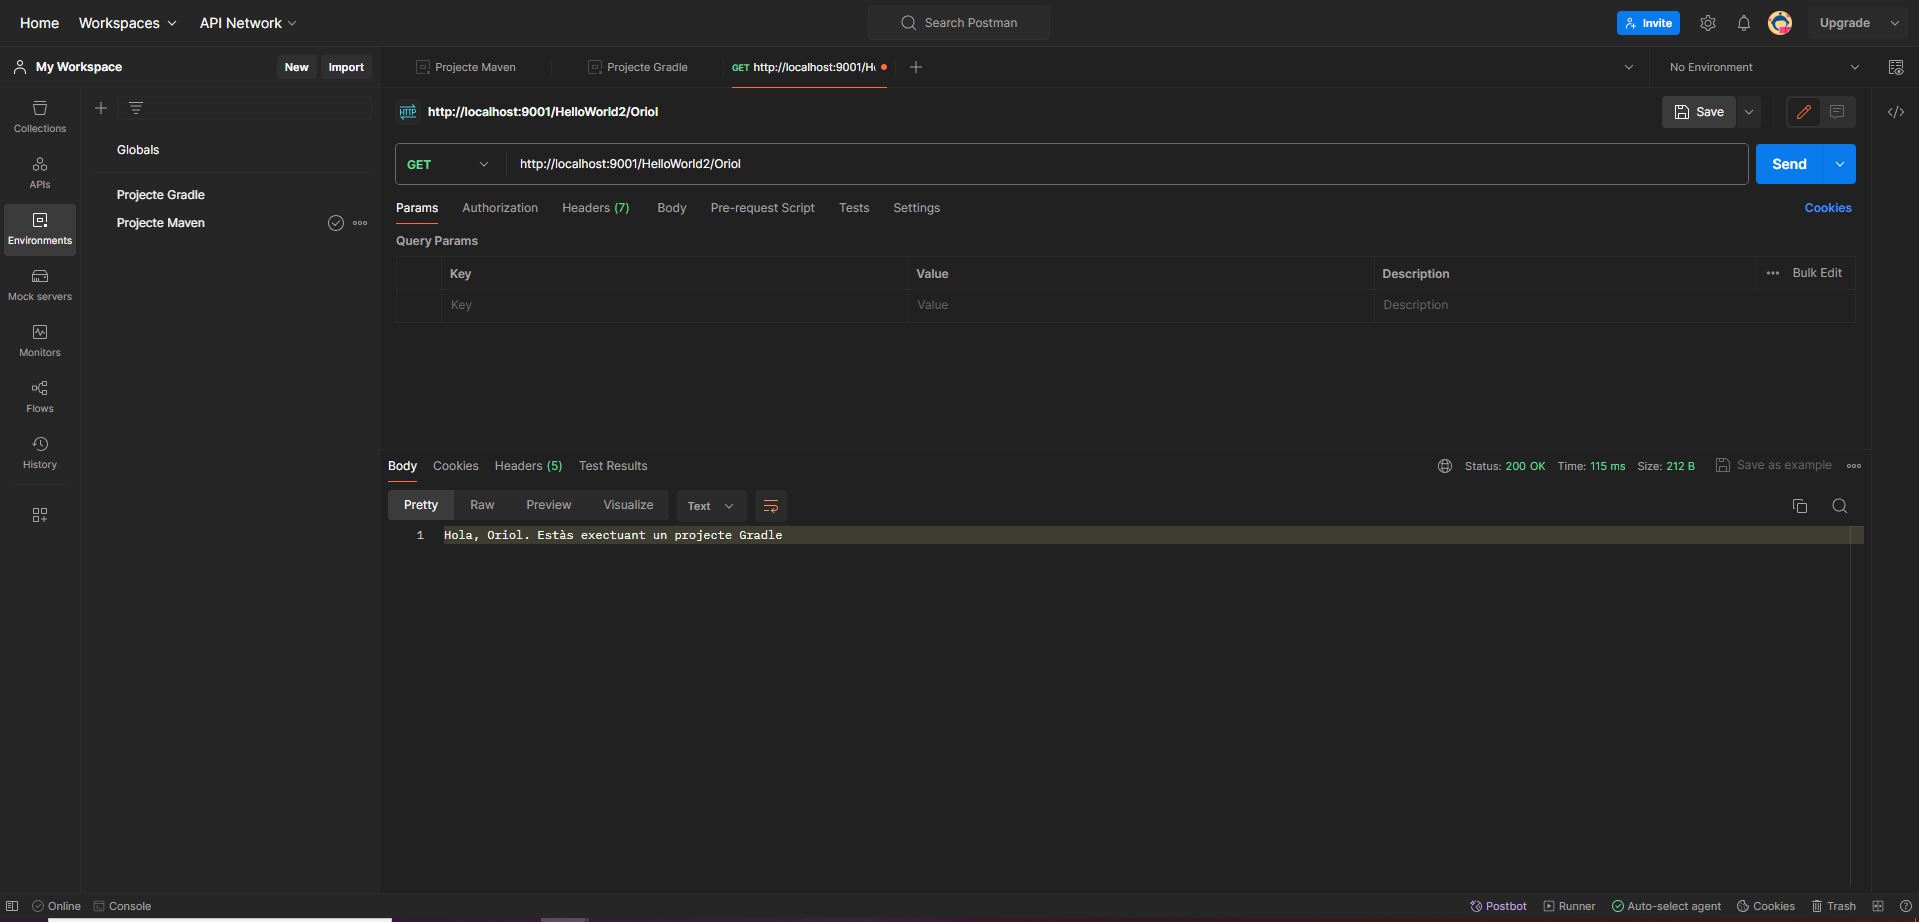 Home Workspaces API Network Search Postman Invite Upgrade
My Workspace New Import Projecte Maven Projecte Gradle GET http://localhost:9001/He No Environment
Collections
APIs
Environments
Mock servers
Monitors
Flows
History
Globals
Projecte Gradle
Projecte Maven
HTTP http://localhost:9001/HelloWorld2/Oriol Save
GET http://localhost:9001/HelloWorld2/Oriol Send
Params Authorization Headers (7) Body Pre-request Script Tests Settings Cookies
Query Params
Key Value Description Bulk Edit
Key Value Description
Body Cookies Headers (5) Test Results Status: 200 OK Time: 115 ms Size: 212 B Save as example
Pretty Raw Preview Visualize Text
1 Hola, Oriol. Estàs exectuant un projecte Gradle
Online Console Postbot Runner Auto-select agent Cookies Trash